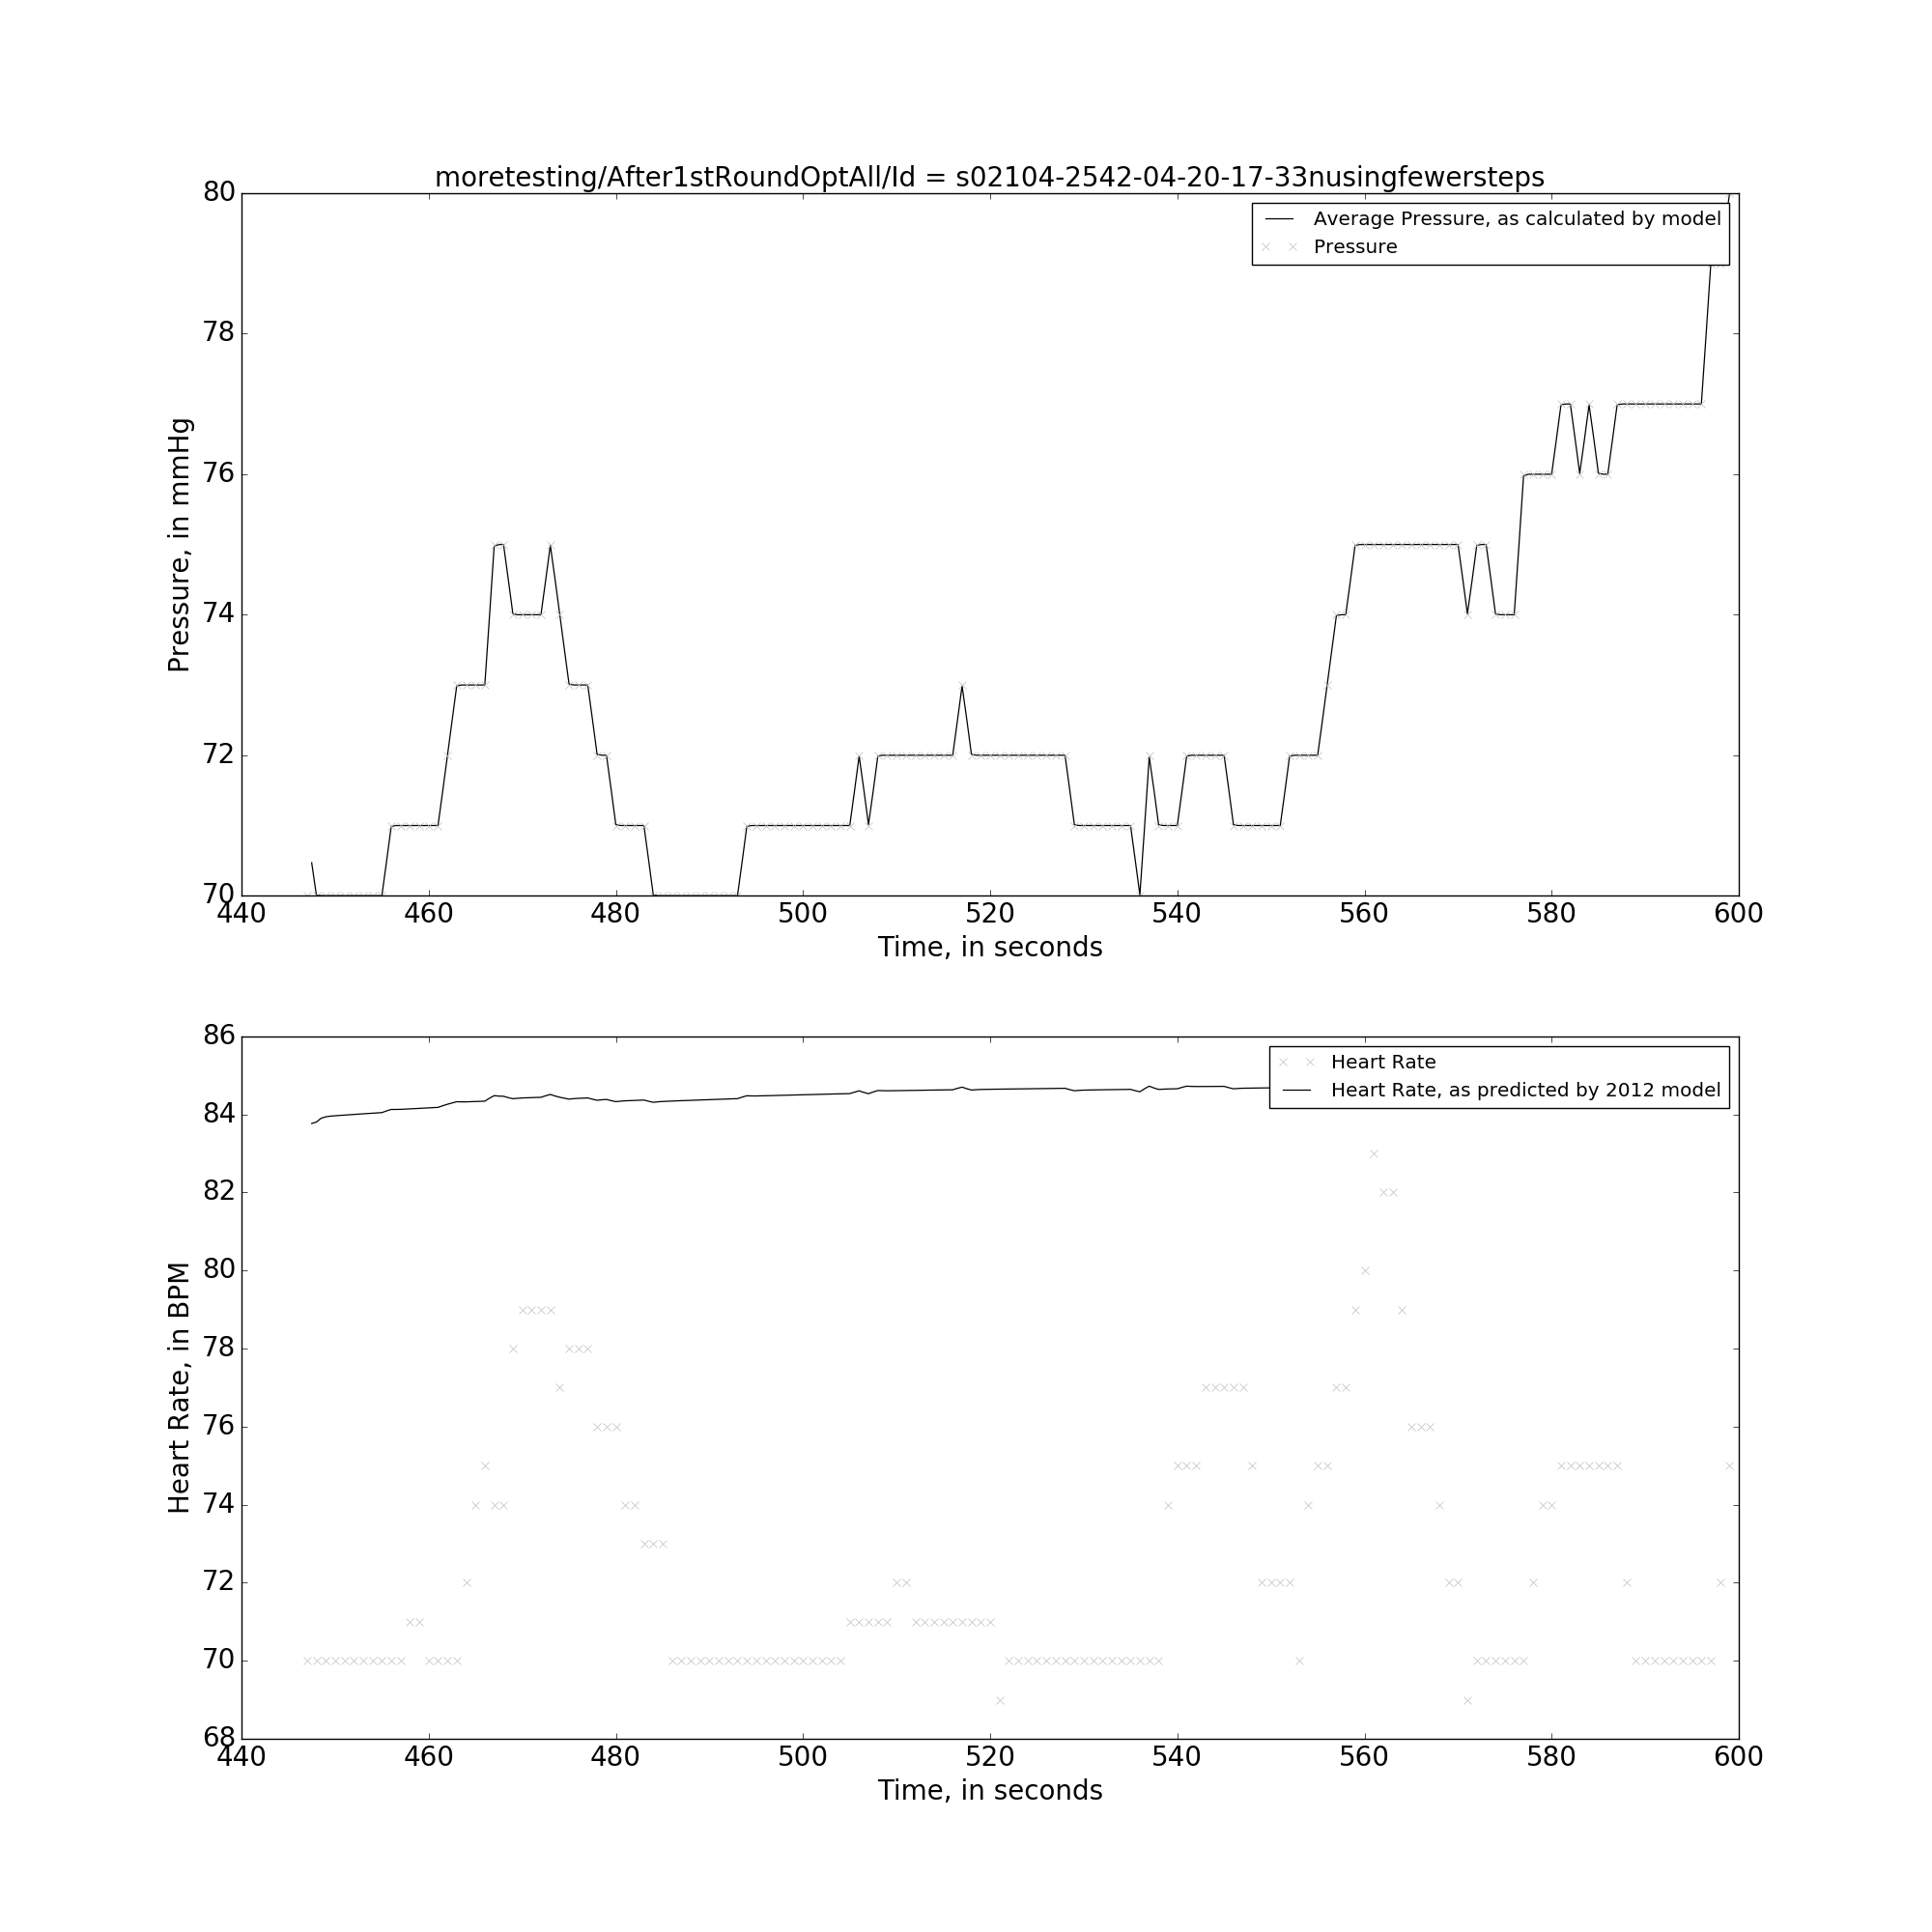 moretesting/After1stRoundOptAll/Id = s02104-2542-04-20-17-33nusingfewersteps
Average Pressure, as calculated by model
Pressure
80
78
76
74
72
70
Pressure, in mmHg
440 460 480 500 520 540 560 580 600
Time, in seconds
Heart Rate
Heart Rate, as predicted by 2012 model
86
84
82
80
78
76
74
72
70
68
Heart Rate, in BPM
440 460 480 500 520 540 560 580 600
Time, in seconds